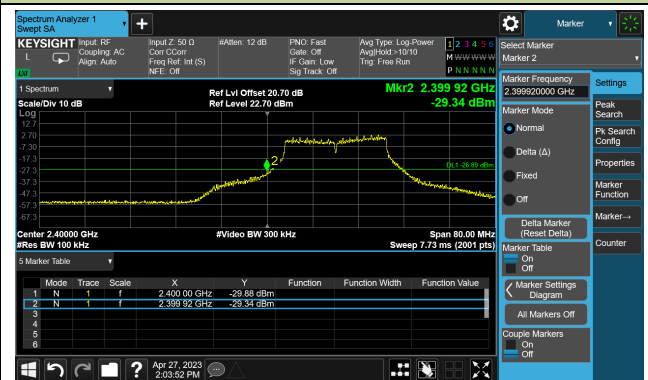 Spectrum Analyzer 1
Swept SA
Marker
KEYSIGHT
L
LXI
Input: RF
Coupling: AC
Align: Auto
Input Z: 50 Ω
Corr CCorr
Freq Ref: Int (S)
NFE: Off
#Atten: 12 dB
PNO: Fast
Gate: Off
IF Gain: Low
Sig Track: Off
Avg Type: Log-Power
Avg|Hold:>10/10
Trig: Free Run
1 2 3 4 5 6
M W W W W W
P N N N N N
Select Marker
Marker 2
1 Spectrum
Scale/Div 10 dB
Log
Ref Lvl Offset 20.70 dB
Ref Level 22.70 dBm
Mkr2 2.399 92 GHz
-29.34 dBm
12.7
2.70
-7.30
-17.3
-27.3
-37.3
-47.3
-57.3
-67.3
2
DL1 -26.89 dBm
Center 2.40000 GHz
#Res BW 100 kHz
#Video BW 300 kHz
Span 80.00 MHz
Sweep 7.73 ms (2001 pts)
5 Marker Table
Mode Trace Scale X Y Function Function Width Function Value
1 N 1 f 2.400 00 GHz -29.88 dBm
2 N 1 f 2.399 92 GHz -29.34 dBm
3
4
5
6
Marker Frequency
2.399920000 GHz
Marker Mode
Normal
Delta (Δ)
Fixed
Off
Delta Marker
(Reset Delta)
Marker Table
On
Off
Marker Settings
Diagram
All Markers Off
Couple Markers
On
Off
Settings
Peak
Search
Pk Search
Config
Properties
Marker
Function
Marker→
Counter
?
Apr 27, 2023
2:03:52 PM